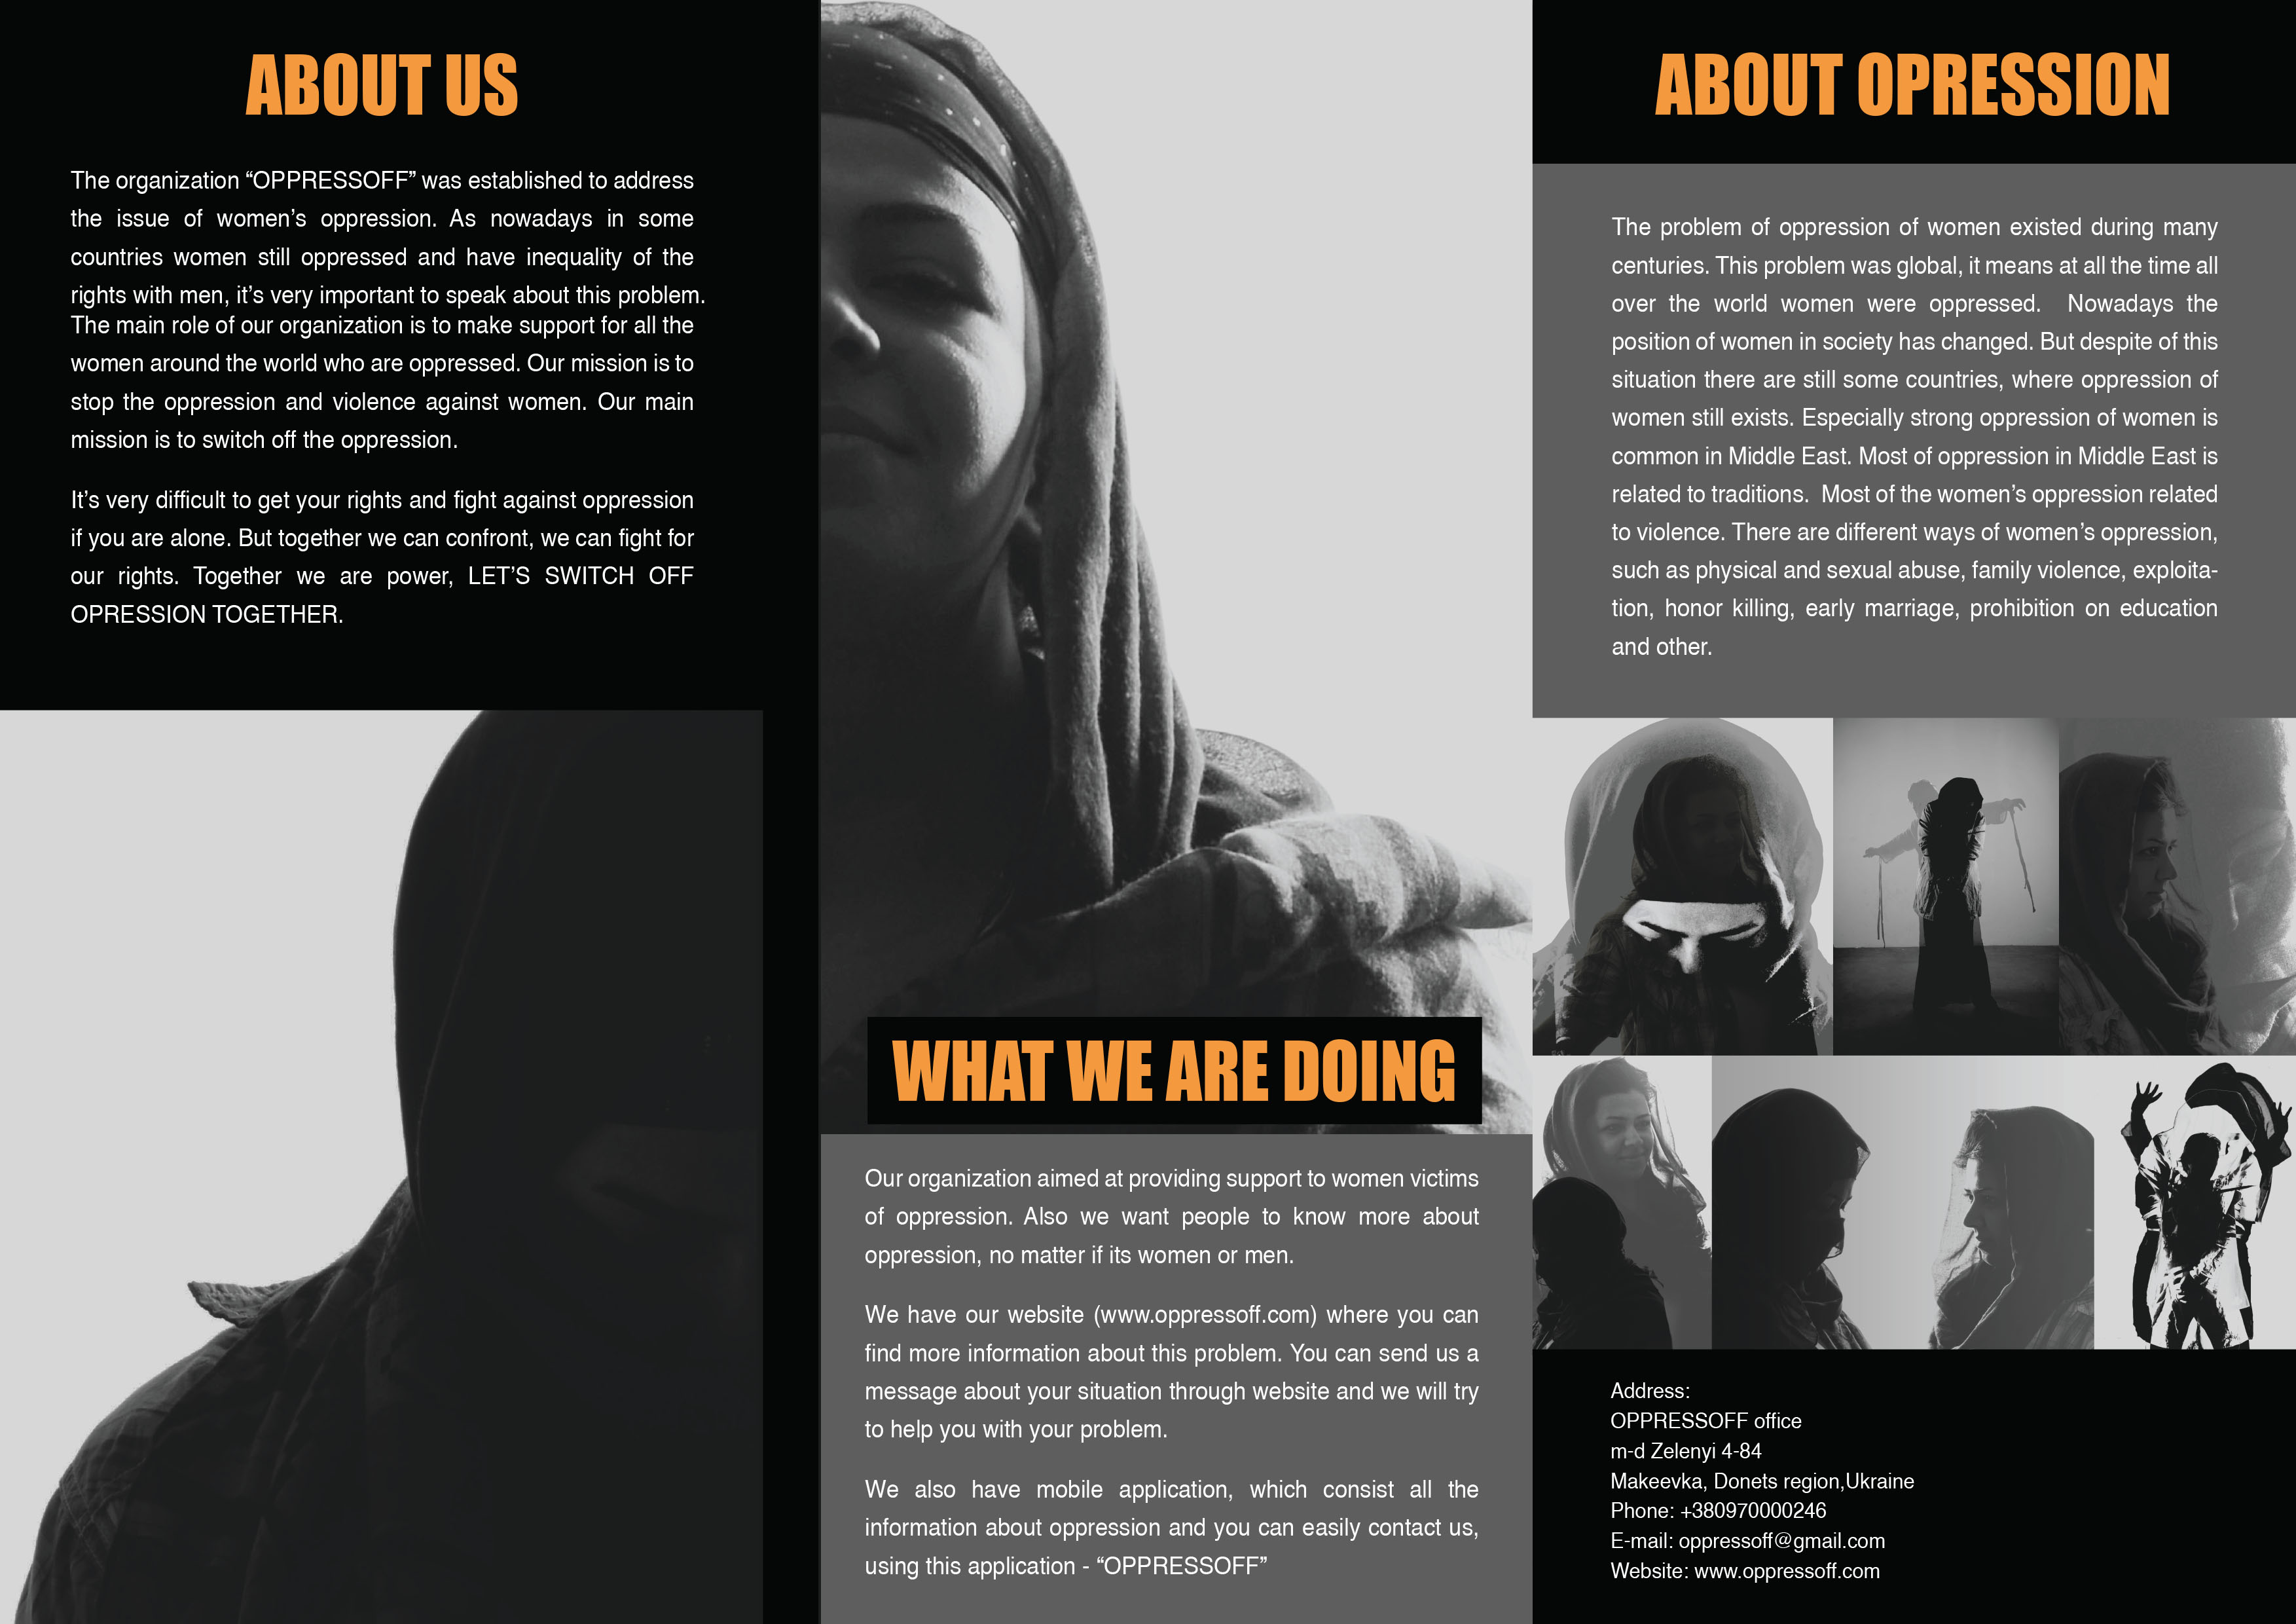 ABOUT US
The organization “OPPRESSOFF” was established to address
the issue of women’s oppression. As nowadays in some
countries women still oppressed and have inequality of the
rights with men, it’s very important to speak about this problem.
The main role of our organization is to make support for all the
women around the world who are oppressed. Our mission is to
stop the oppression and violence against women. Our main
mission is to switch off the oppression.
It’s very difficult to get your rights and fight against oppression
if you are alone. But together we can confront, we can fight for
our rights. Together we are power, LET’S SWITCH OFF
OPRESSION TOGETHER.
WHAT WE ARE DOING
Our organization aimed at providing support to women victims
of oppression. Also we want people to know more about
oppression, no matter if its women or men.
We have our website (www.oppressoff.com) where you can
find more information about this problem. You can send us a
message about your situation through website and we will try
to help you with your problem.
We also have mobile application, which consist all the
information about oppression and you can easily contact us,
using this application - “OPPRESSOFF”
ABOUT OPRESSION
The problem of oppression of women existed during many
centuries. This problem was global, it means at all the time all
over the world women were oppressed. Nowadays the
position of women in society has changed. But despite of this
situation there are still some countries, where oppression of
women still exists. Especially strong oppression of women is
common in Middle East. Most of oppression in Middle East is
related to traditions. Most of the women’s oppression related
to violence. There are different ways of women’s oppression,
such as physical and sexual abuse, family violence, exploita-
tion, honor killing, early marriage, prohibition on education
and other.
Address:
OPPRESSOFF office
m-d Zelenyi 4-84
Makeevka, Donets region,Ukraine
Phone: +380970000246
E-mail: oppressoff@gmail.com
Website: www.oppressoff.com